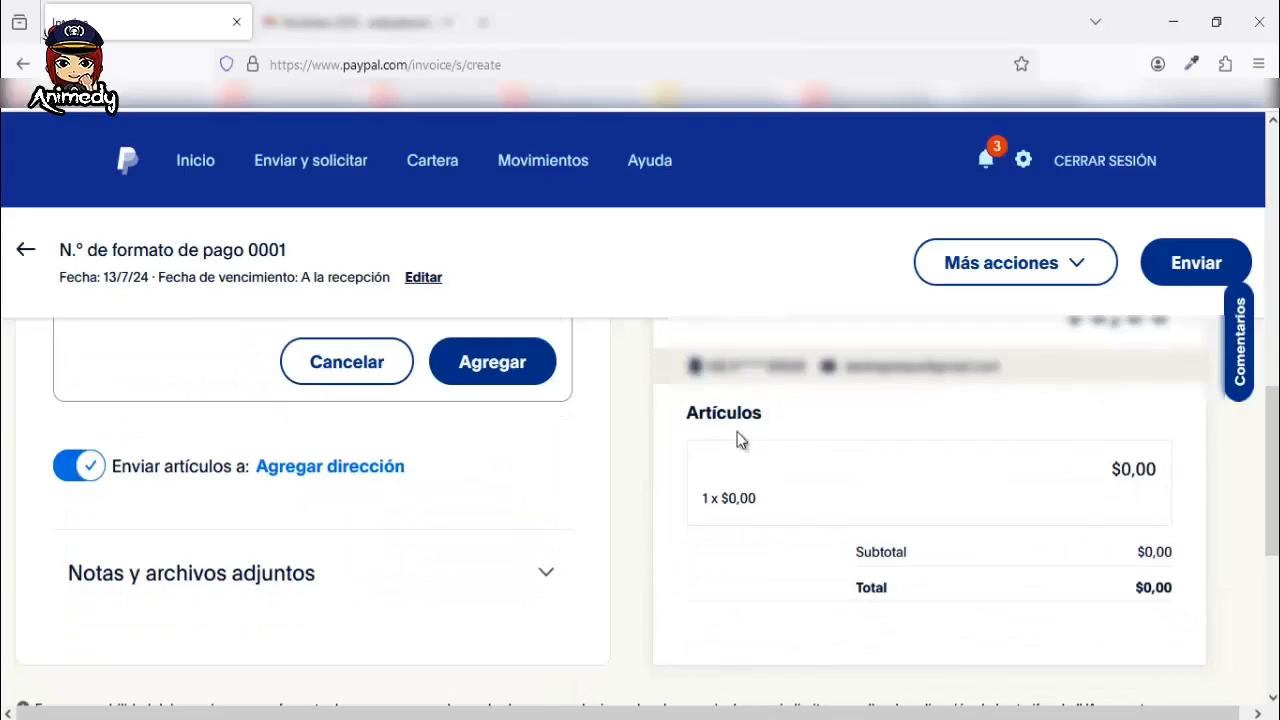 Animedy
https://www.paypal.com/invoice/s/create
Inicio
Enviar y solicitar
Cartera
Movimientos
Ayuda
3
CERRAR SESIÓN
N.° de formato de pago 0001
Fecha: 13/7/24 · Fecha de vencimiento: A la recepción
Editar
Más acciones
Enviar
Comentarios
Cancelar
Agregar
Enviar artículos a:
Agregar dirección
Notas y archivos adjuntos
Artículos
$0,00
1 x $0,00
Subtotal
$0,00
Total
$0,00